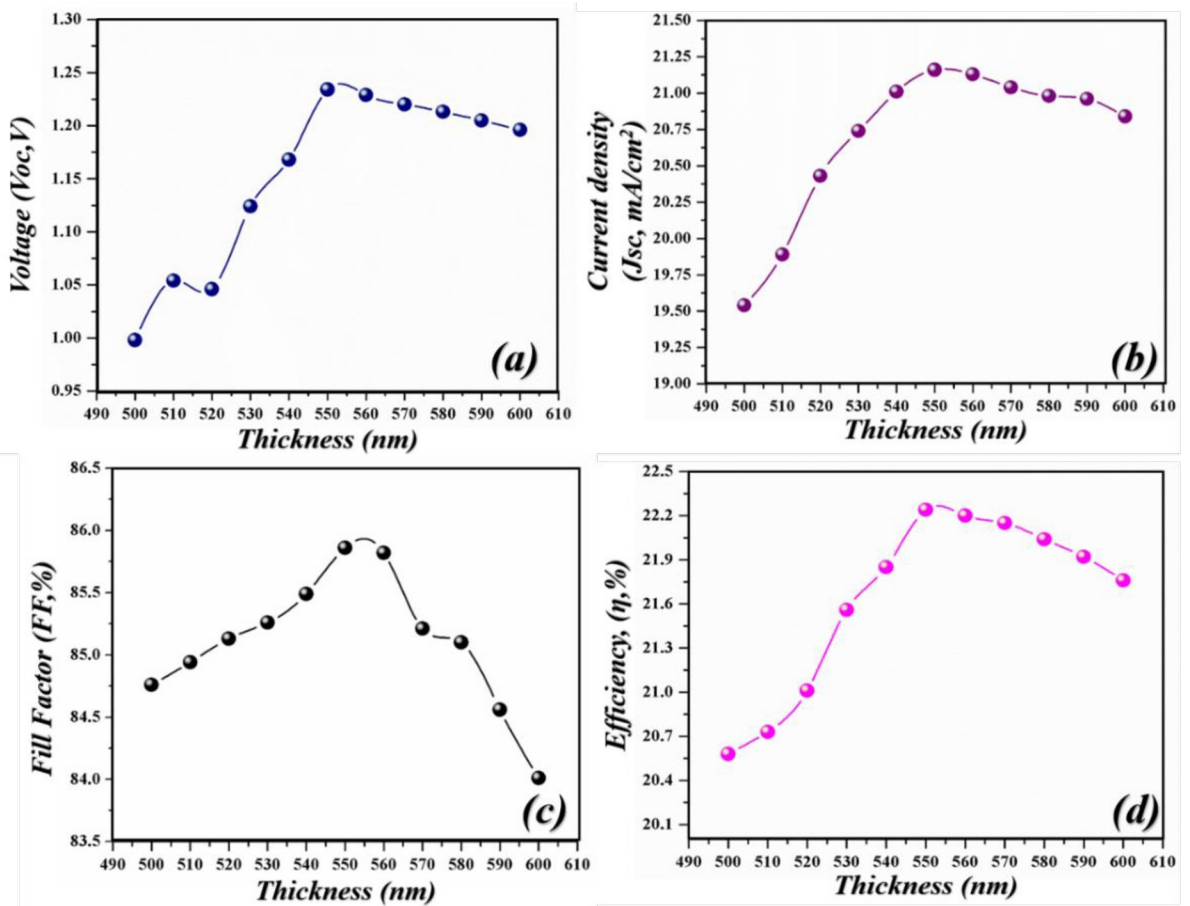 1.30
1.25
1.20
1.15
1.10
1.05
1.00
0.95
Voltage (Voc,V)
490 500 510 520 530 540 550 560 570 580 590 600 610
Thickness (nm)
(a)
21.50
21.25
21.00
20.75
20.50
20.25
20.00
19.75
19.50
19.25
19.00
Current density
(Jsc, mA/cm²)
490 500 510 520 530 540 550 560 570 580 590 600 610
Thickness (nm)
(b)
86.5
86.0
85.5
85.0
84.5
84.0
83.5
Fill Factor (FF,%)
490 500 510 520 530 540 550 560 570 580 590 600 610
Thickness (nm)
(c)
22.5
22.2
21.9
21.6
21.3
21.0
20.7
20.4
20.1
Efficiency, (η,%)
490 500 510 520 530 540 550 560 570 580 590 600 610
Thickness (nm)
(d)